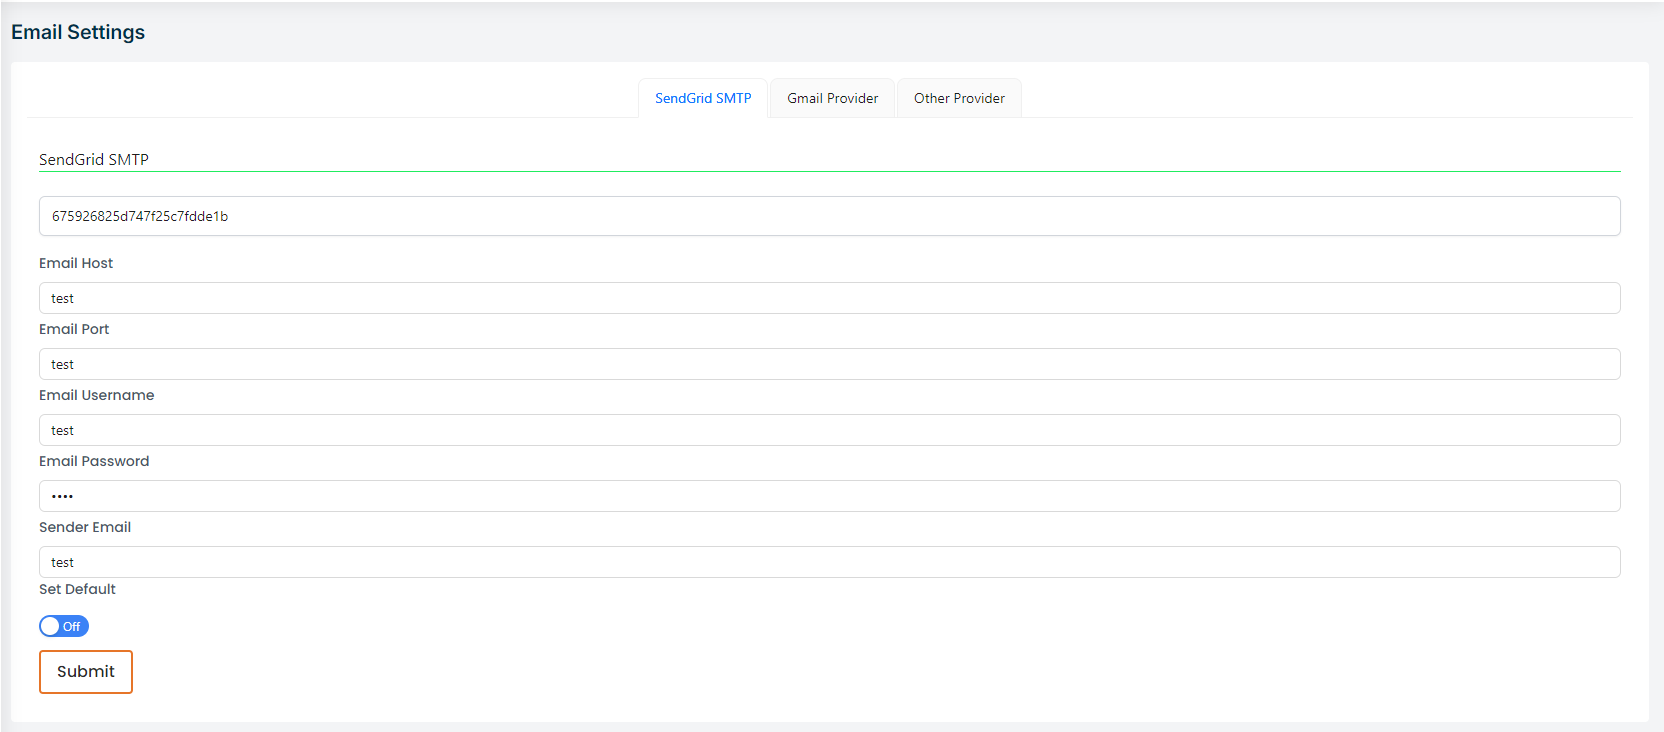 Email Settings
SendGrid SMTP Gmail Provider Other Provider
SendGrid SMTP
675926825d747f25c7fdde1b
Email Host
test
Email Port
test
Email Username
test
Email Password
••••
Sender Email
test
Set Default
Off
Submit